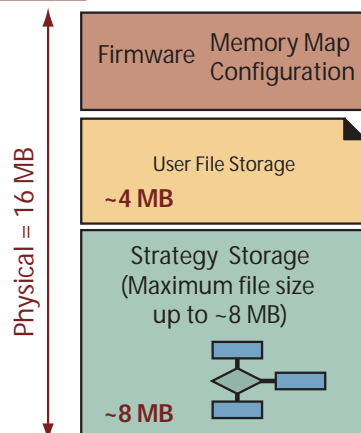 Physical = 16 MB
Firmware Memory Map
Configuration
User File Storage
~4 MB
Strategy Storage
(Maximum file size
up to ~8 MB)
~8 MB